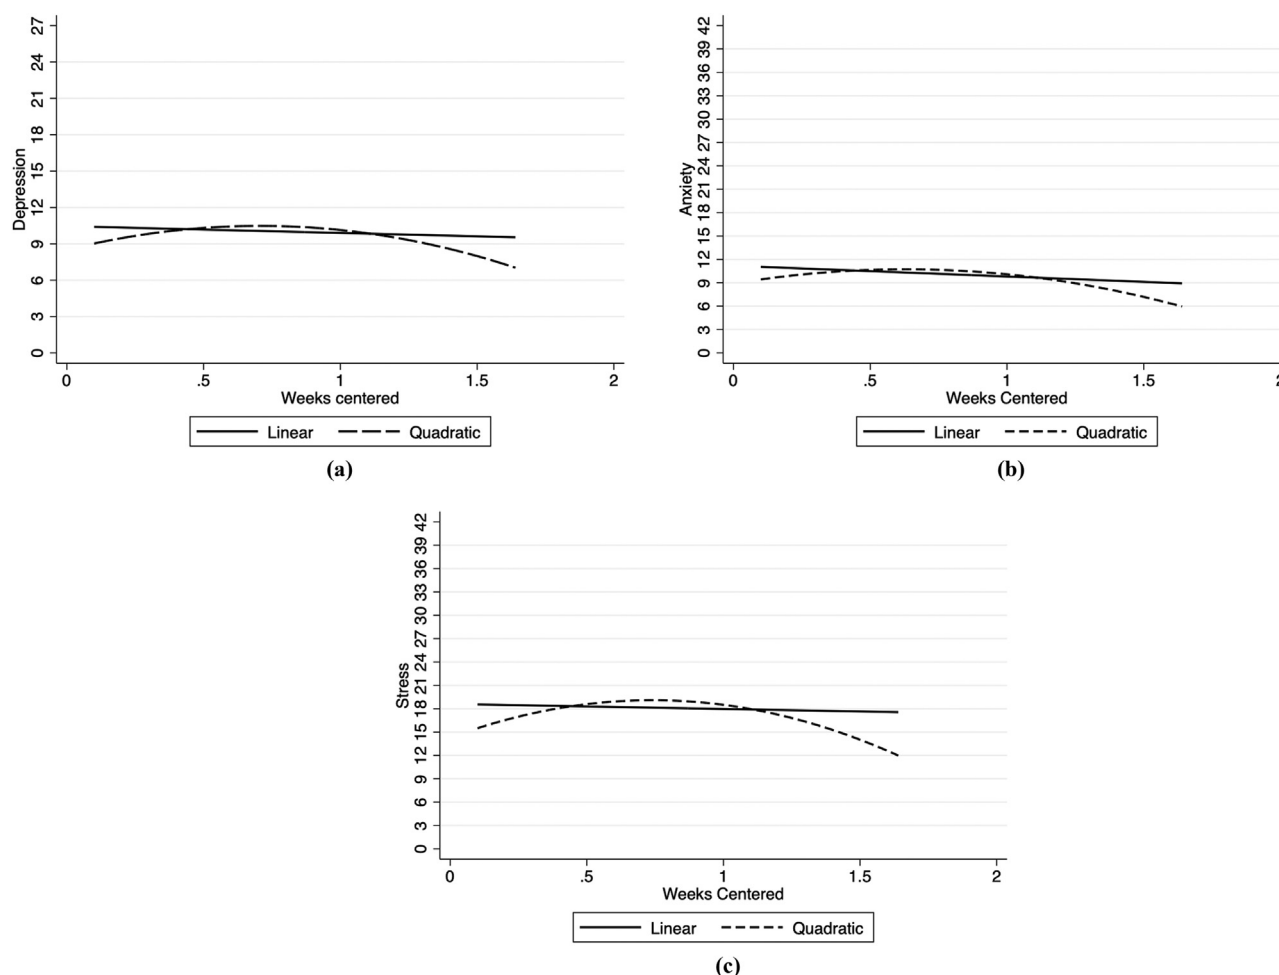 27
24
21
18
15
12
9
6
3
0
Depression
0 .5 1 1.5 2
Weeks centered
Linear Quadratic
(a)
42
39
36
33
30
27
24
21
18
15
12
9
6
3
0
Anxiety
0 .5 1 1.5 2
Weeks Centered
Linear Quadratic
(b)
42
39
36
33
30
27
24
21
18
15
12
9
6
3
0
Stress
0 .5 1 1.5 2
Weeks Centered
Linear Quadratic
(c)